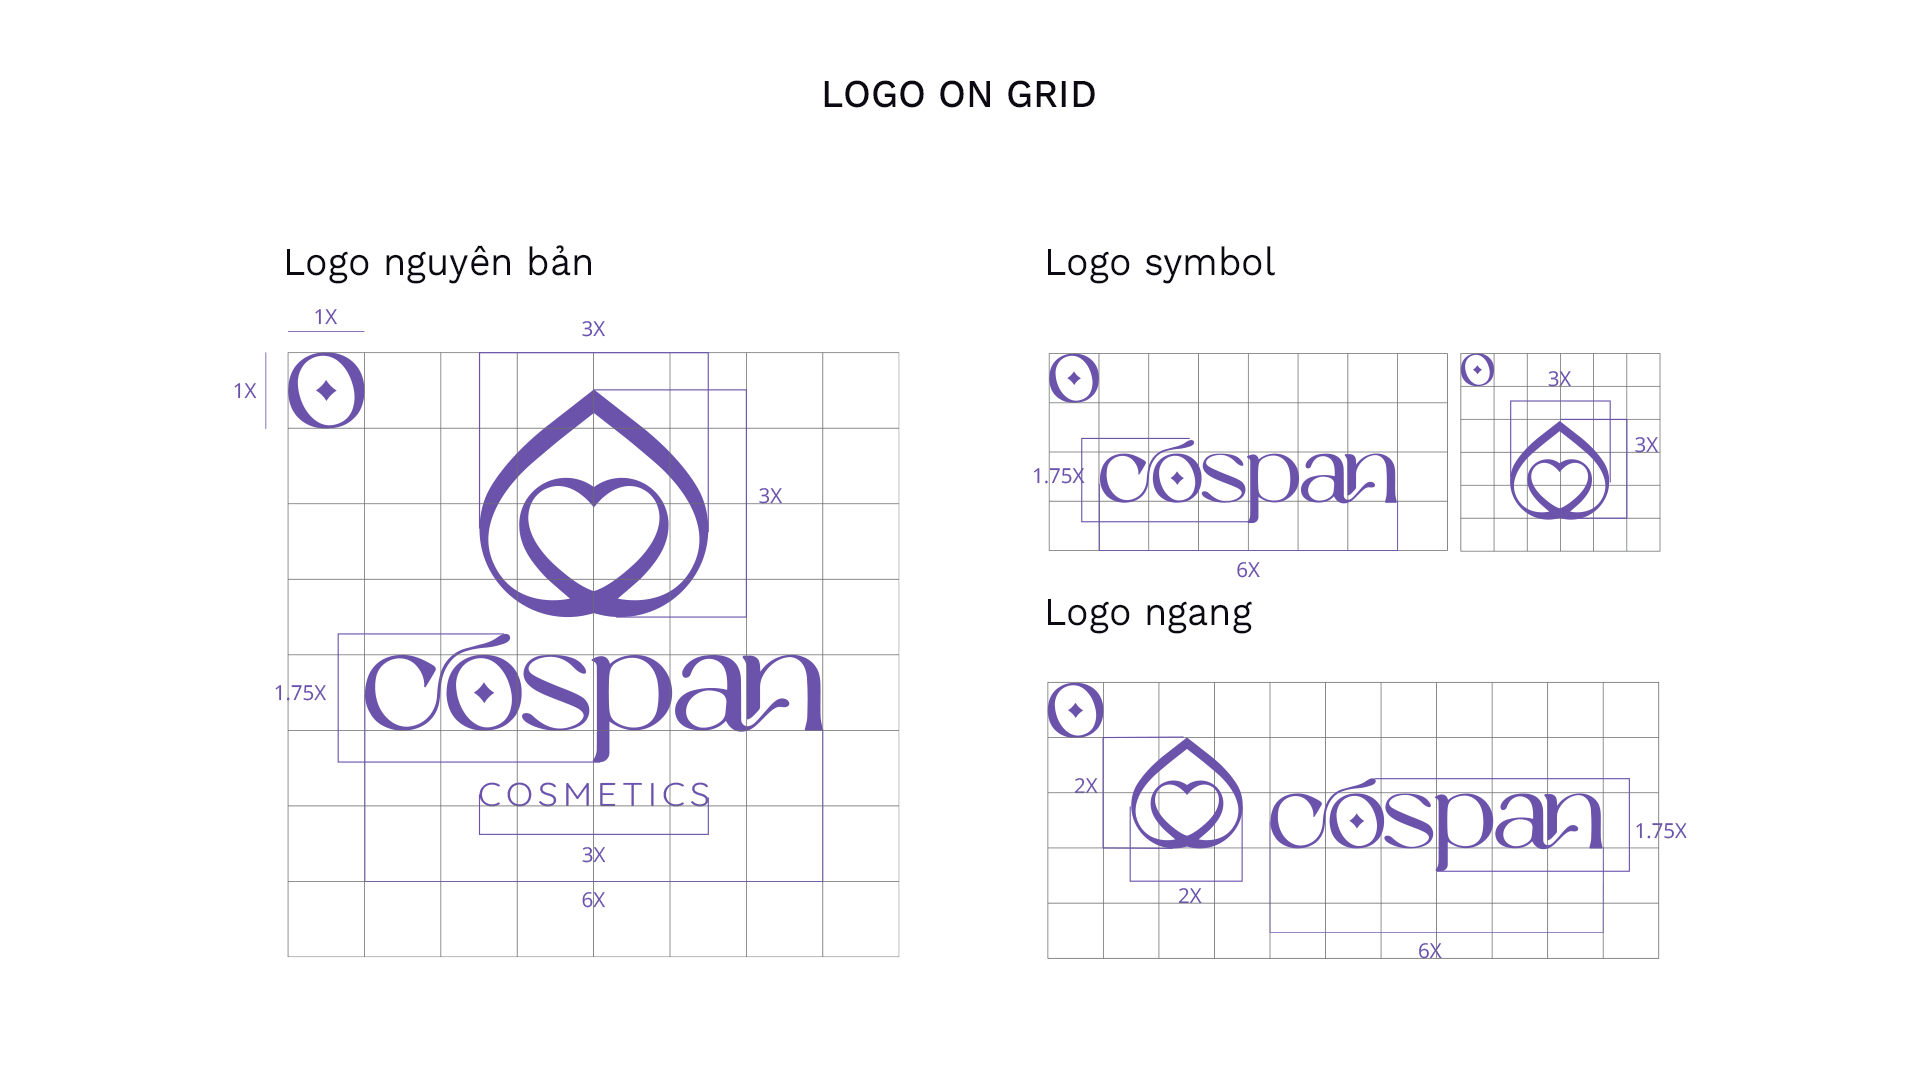 LOGO ON GRID
Logo nguyên bản
1X
3X
1X
O
3X
cóspan
1.75X
COSMETICS
3X
6X
Logo symbol
O
1.75X
cóspan
6X
O
3X
3X
Logo ngang
O
2X
2X
cóspan
1.75X
6X